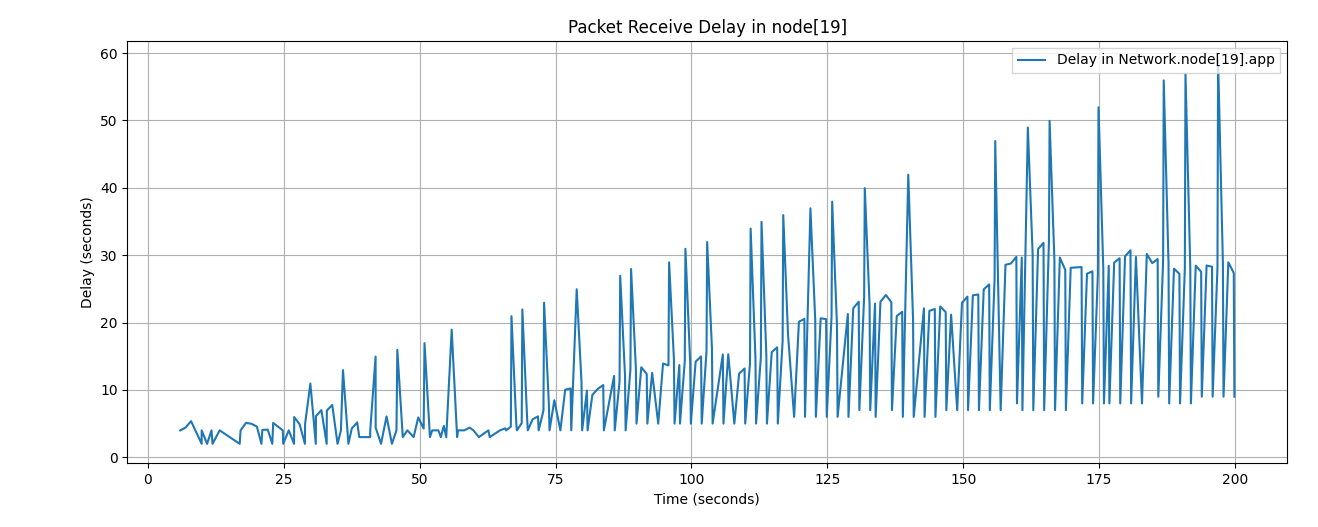 Packet Receive Delay in node[19]
Delay in Network.node[19].app
60
50
40
30
20
10
0
Delay (seconds)
0 25 50 75 100 125 150 175 200
Time (seconds)